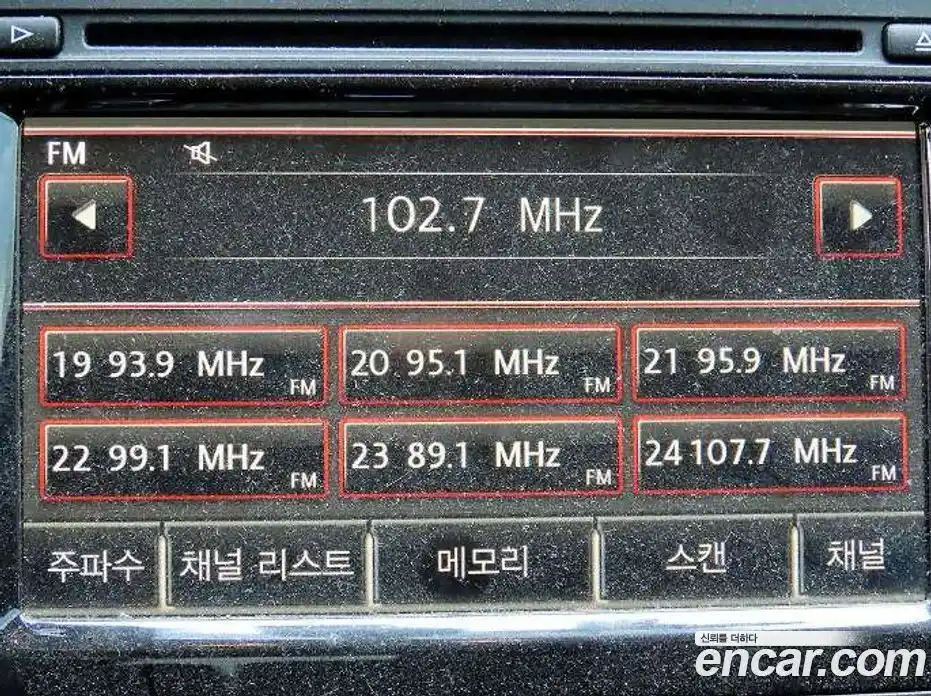 FM
102.7 MHz
19 93.9 MHz FM
20 95.1 MHz FM
21 95.9 MHz FM
22 99.1 MHz FM
23 89.1 MHz FM
24 107.7 MHz FM
주파수 채널 리스트 메모리 스캔 채널
신뢰를 더하다
encar.com